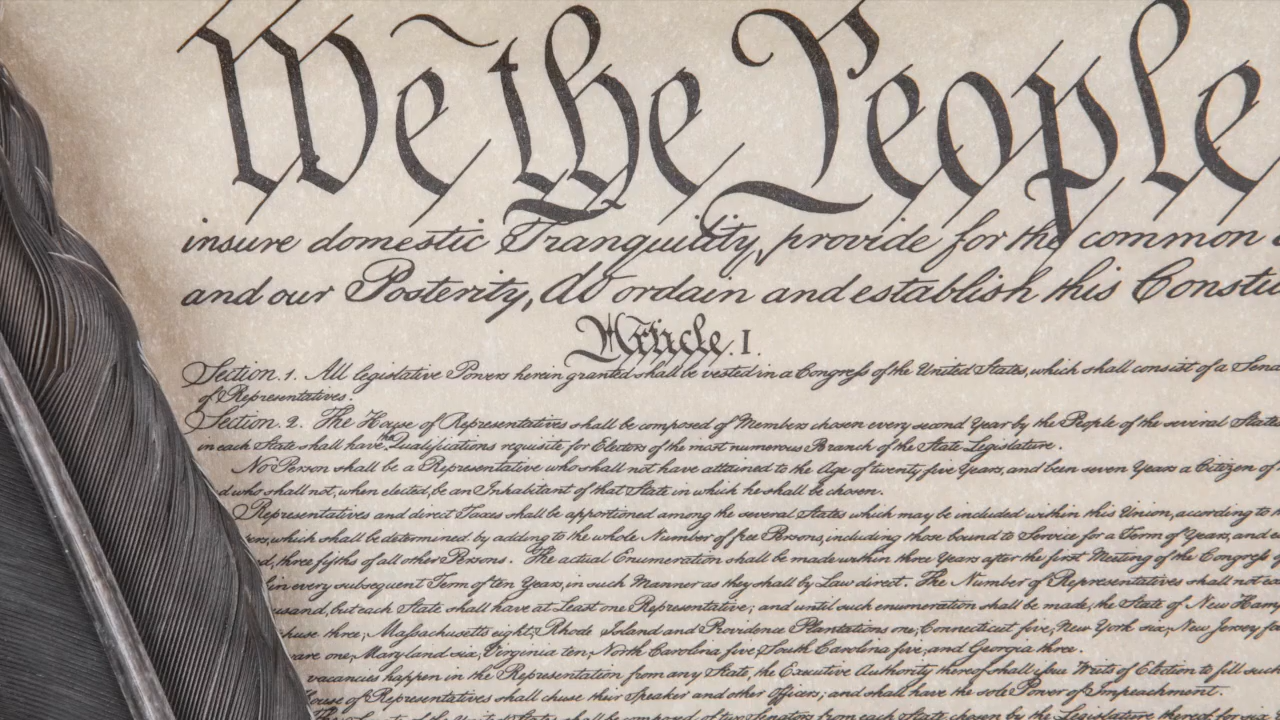 We the People
insure domestic Tranquility, provide for the common
and our Posterity, do ordain and establish this
Article. I.
Section. 1. All legislative Powers herein granted shall be vested in a Congress of the United States, which shall consist of a
of Representatives.
Section. 2. The House of Representatives shall be composed of Members chosen every second Year by the People of the several States
in each State shall have the Qualifications requisite for Electors of the most numerous Branch of the State Legislature.
No Person shall be a Representative who shall not have attained to the Age of twenty five Years, and been seven Years a Citizen of
who shall not, when elected, be an Inhabitant of that State in which he shall be chosen.
Representatives and direct Taxes shall be apportioned among the several States which may be included within this Union, according to
which shall be determined by adding to the whole Number of free Persons, including those bound to Service for a Term of Years, and
three fifths of all other Persons. The actual Enumeration shall be made within three Years after the first Meeting of the Congress
in every subsequent Term of ten Years, in such Manner as they shall by Law direct. The Number of Representatives shall not
but each State shall have at Least one Representative; and until such enumeration shall be made, the State of New
three, Massachusetts eight, Rhode Island and Providence Plantations one, Connecticut five, New York six, New Jersey
one, Maryland six, Virginia ten, North Carolina five, South Carolina five, and Georgia three.
vacancies happen in the Representation from any State, the Executive Authority thereof shall issue Writs of Election to fill such
of Representatives shall chuse their Speaker and other Officers; and shall have the sole Power of Impeachment.